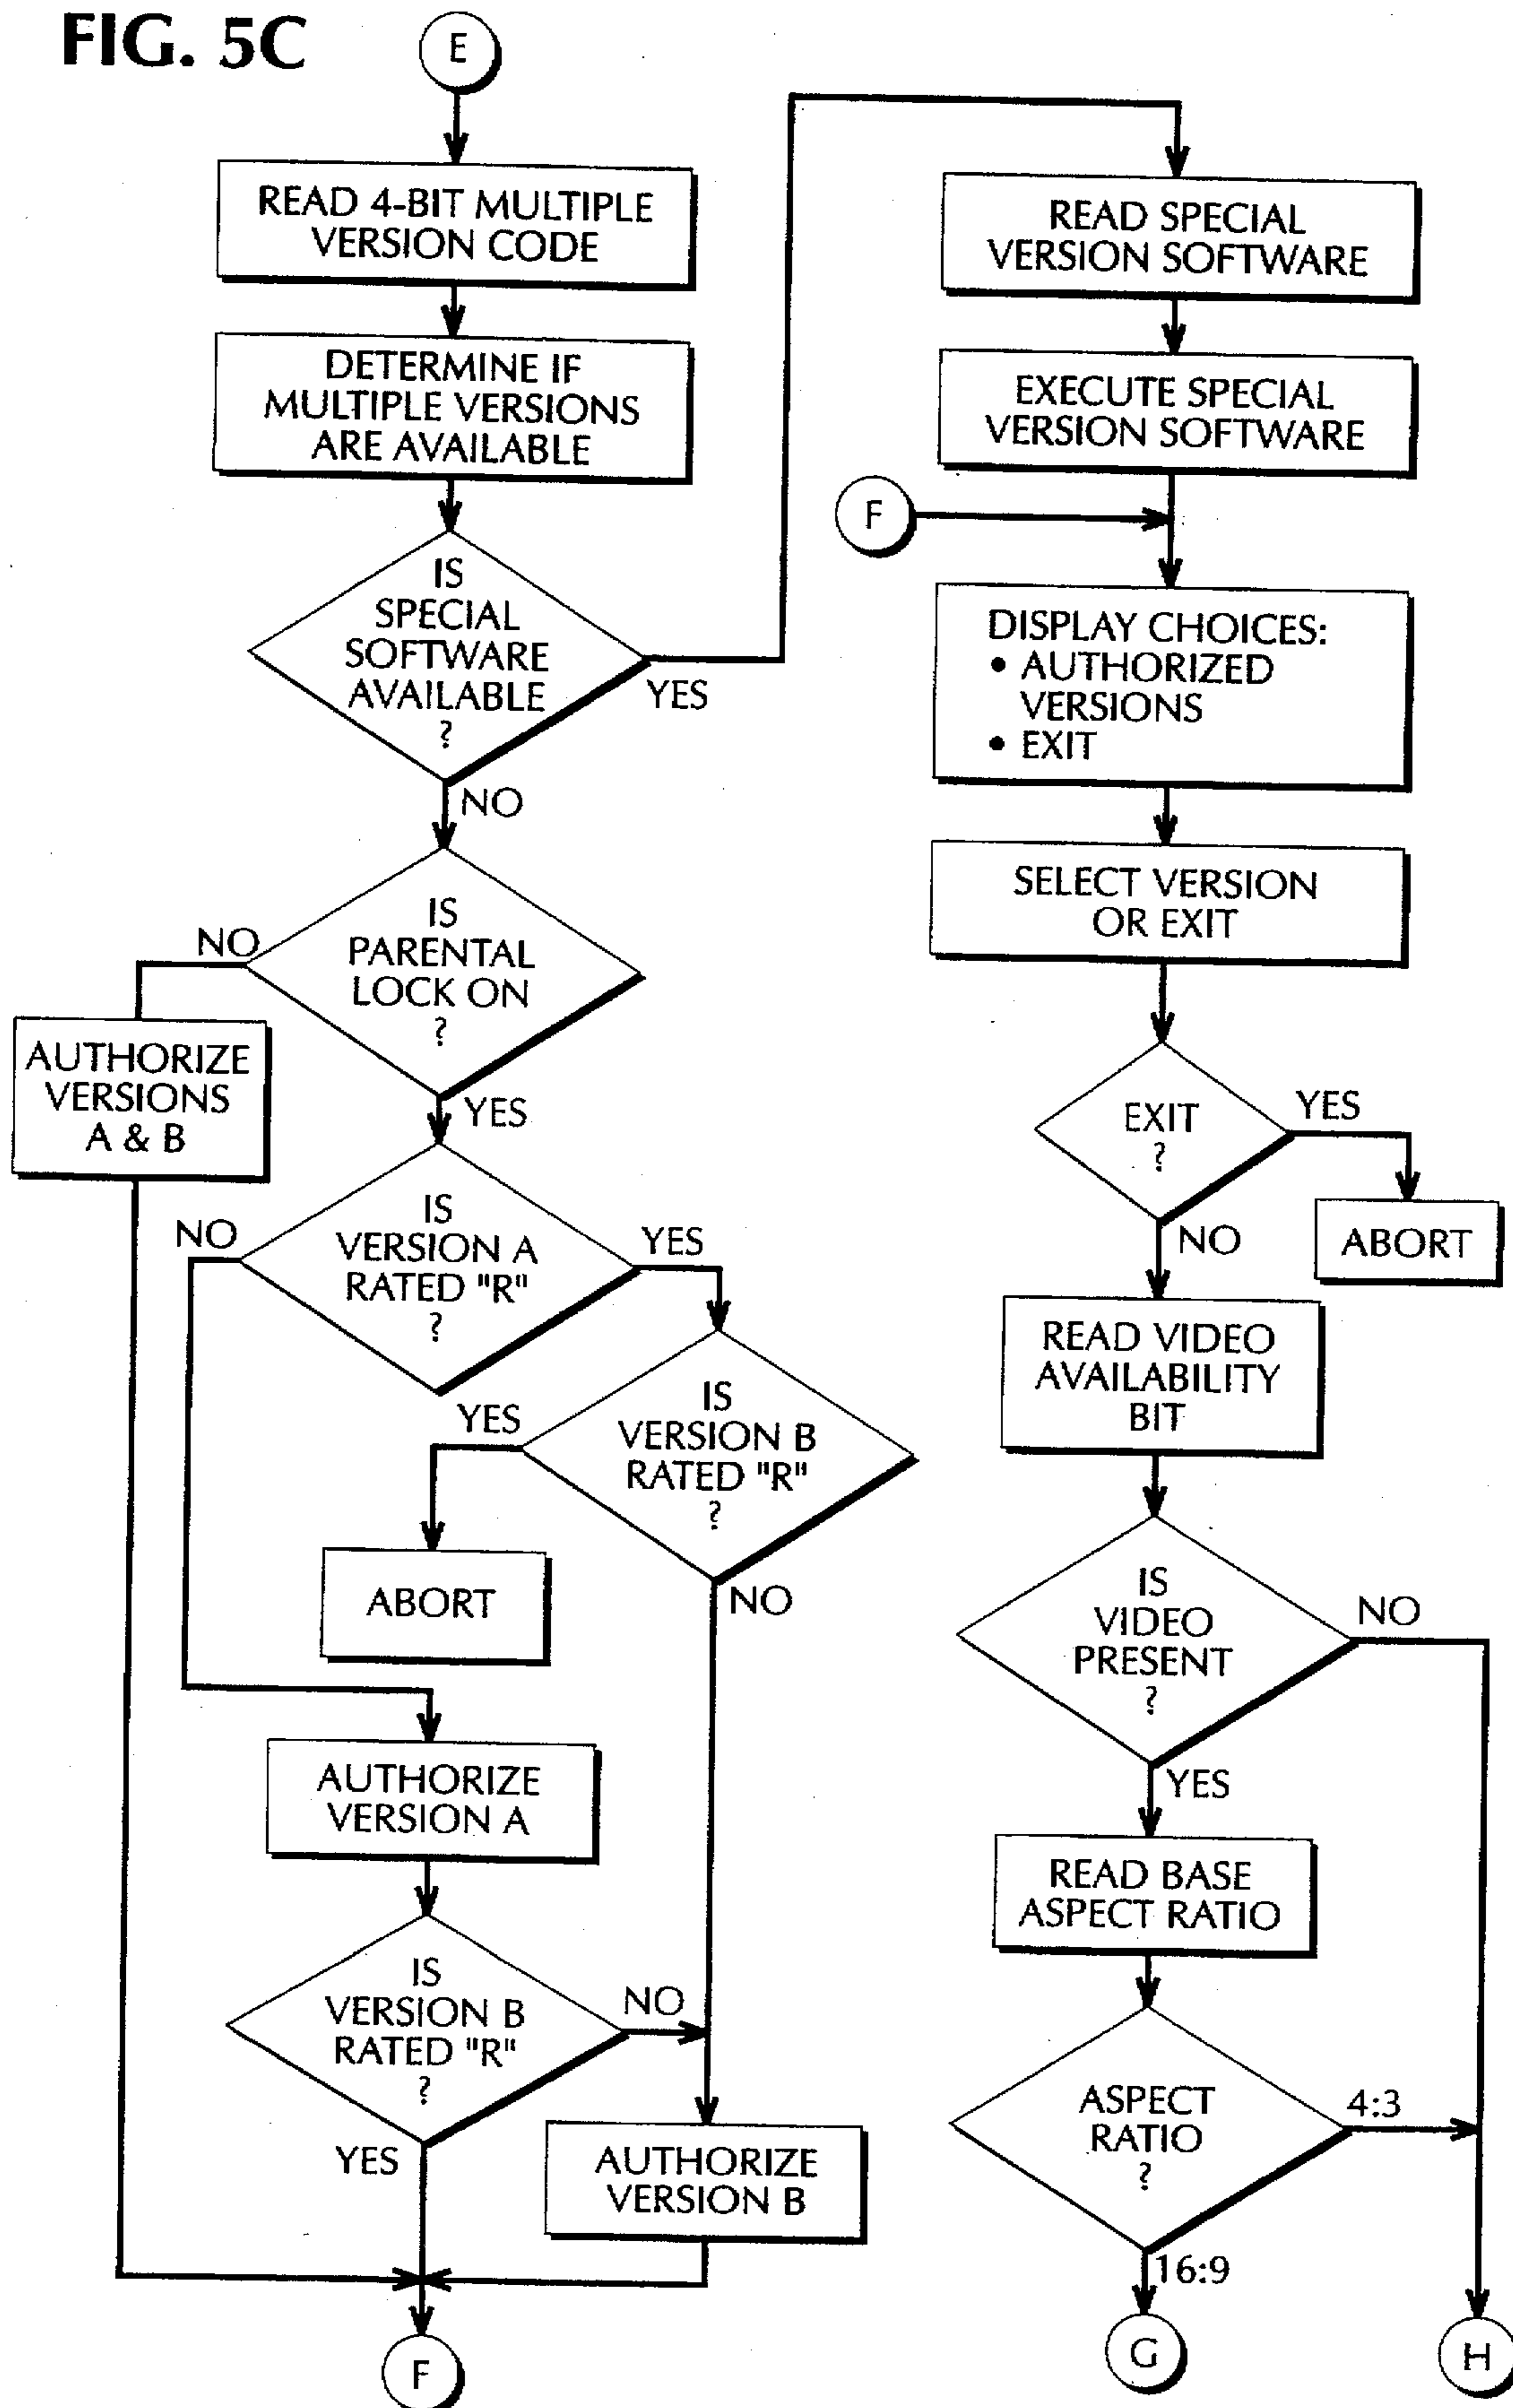 FIG. 5C
E
READ 4-BIT MULTIPLE
VERSION CODE
DETERMINE IF
MULTIPLE VERSIONS
ARE AVAILABLE
IS
SPECIAL
SOFTWARE
AVAILABLE
?
YES
NO
IS
PARENTAL
LOCK ON
?
NO
YES
AUTHORIZE
VERSIONS
A & B
IS
VERSION A
RATED "R"
?
NO
YES
IS
VERSION B
RATED "R"
?
YES
NO
ABORT
AUTHORIZE
VERSION A
IS
VERSION B
RATED "R"
?
NO
YES
AUTHORIZE
VERSION B
F
READ SPECIAL
VERSION SOFTWARE
EXECUTE SPECIAL
VERSION SOFTWARE
F
DISPLAY CHOICES:
• AUTHORIZED
VERSIONS
• EXIT
SELECT VERSION
OR EXIT
EXIT
?
YES
NO
ABORT
READ VIDEO
AVAILABILITY
BIT
IS
VIDEO
PRESENT
?
NO
YES
READ BASE
ASPECT RATIO
ASPECT
RATIO
?
4:3
16:9
G
H